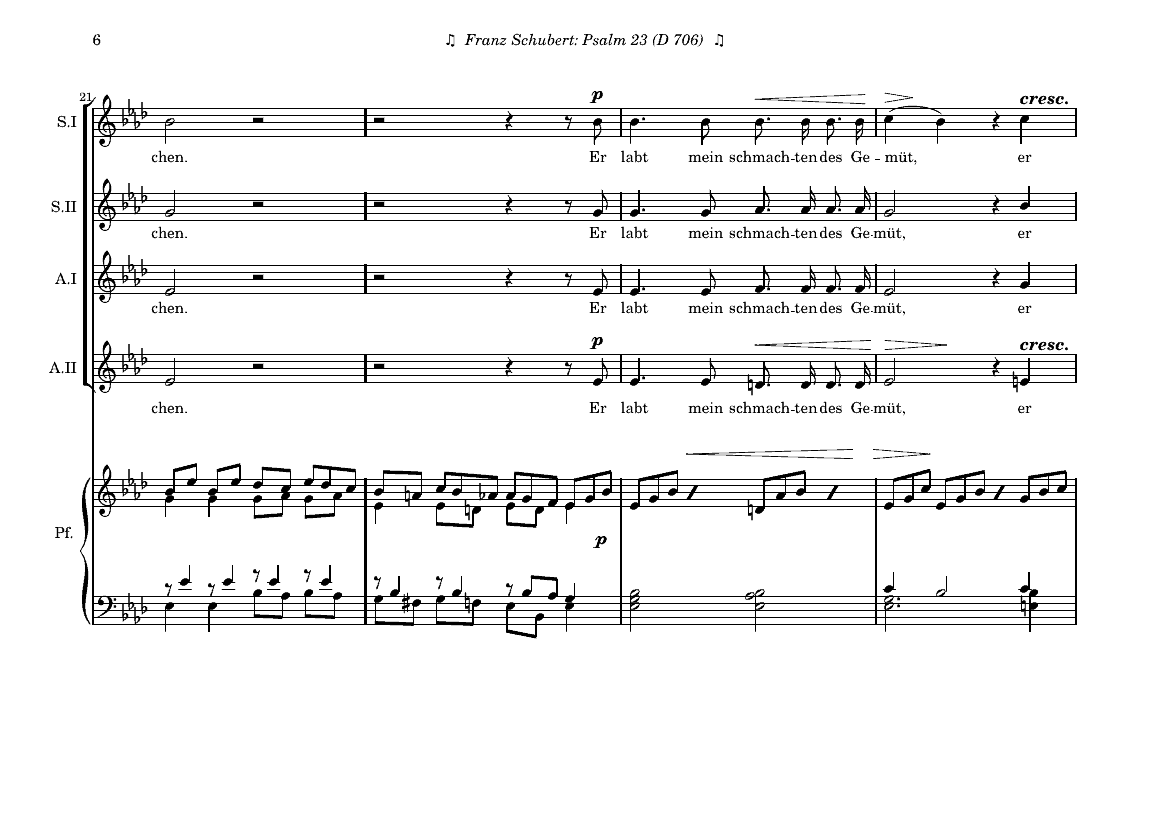 6 ♫ Franz Schubert: Psalm 23 (D 706) ♫
21
p cresc.
S.I
chen. Er labt mein schmach-ten des Ge - müt, er
S.II
chen. Er labt mein schmach-ten des Ge-müt, er
A.I
chen. Er labt mein schmach-ten des Ge-müt, er
p cresc.
A.II
chen. Er labt mein schmach-ten des Ge-müt, er
Pf.
p